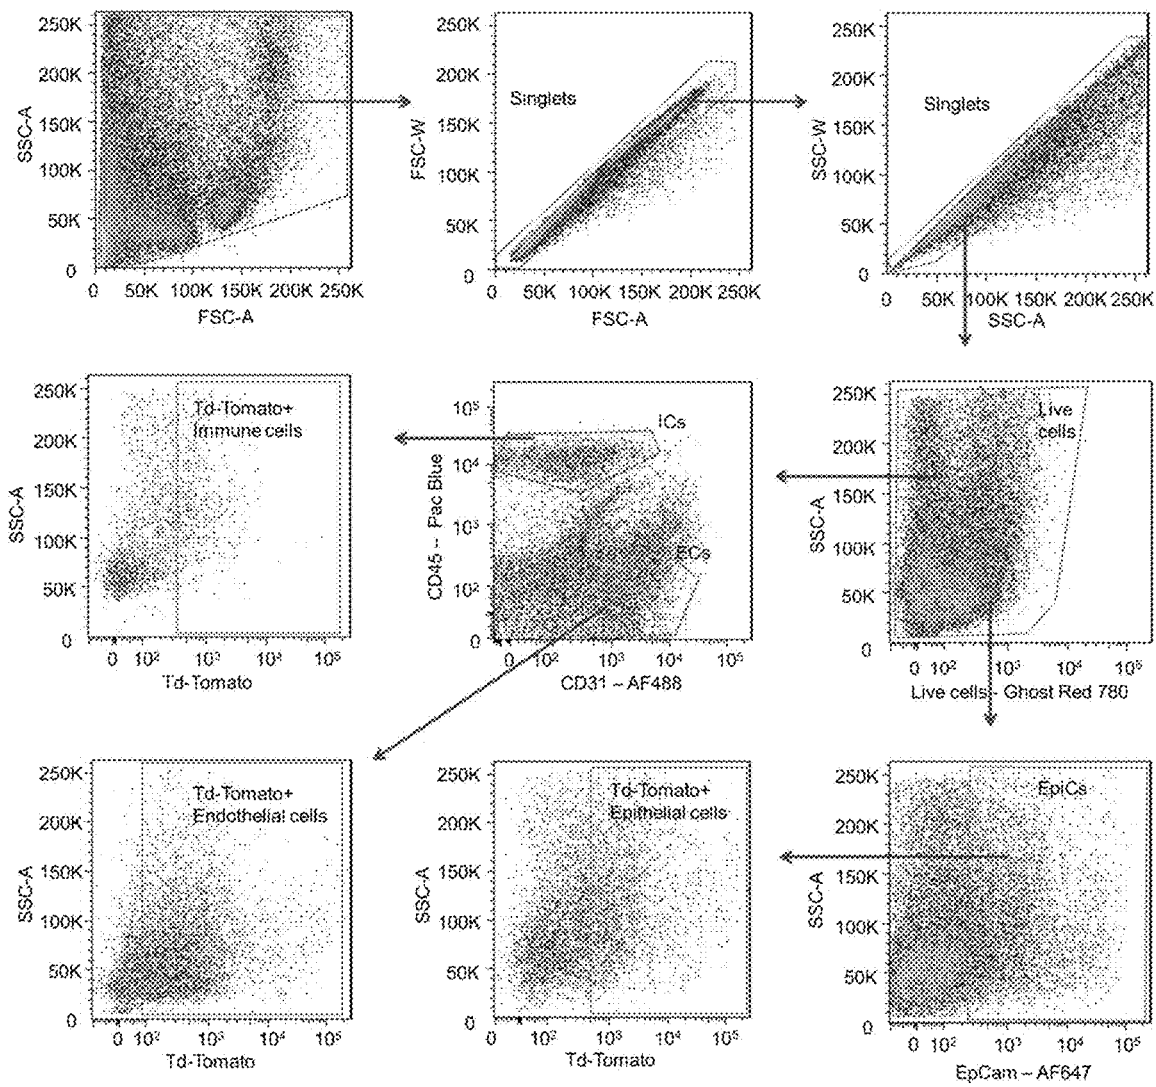 250K
200K
150K
100K
50K
0
SSC-A
0 50K 100K 150K 200K 250K
FSC-A
250K
200K
150K
100K
50K
0
FSC-W
Singlets
0 50K 100K 150K 200K 250K
FSC-A
250K
200K
150K
100K
50K
0
SSC-W
Singlets
0 50K 100K 150K 200K 250K
SSC-A
250K
200K
150K
100K
50K
0
SSC-A
Td-Tomato+
Immune cells
0 10² 10³ 10⁴ 10⁵
Td-Tomato
10⁵
10⁴
10³
10²
0
CD45 – Pac Blue
ICs
ECs
0 10² 10³ 10⁴ 10⁵
CD31 – AF488
250K
200K
150K
100K
50K
0
SSC-A
Live
cells
0 10² 10³ 10⁴ 10⁵
Live cells - Ghost Red 780
250K
200K
150K
100K
50K
0
SSC-A
Td-Tomato+
Endothelial cells
0 10² 10³ 10⁴ 10⁵
Td-Tomato
250K
200K
150K
100K
50K
0
SSC-A
Td-Tomato+
Epithelial cells
0 10² 10³ 10⁴ 10⁵
Td-Tomato
250K
200K
150K
100K
50K
0
SSC-A
EpiCs
0 10² 10³ 10⁴ 10⁵
EpCam – AF647